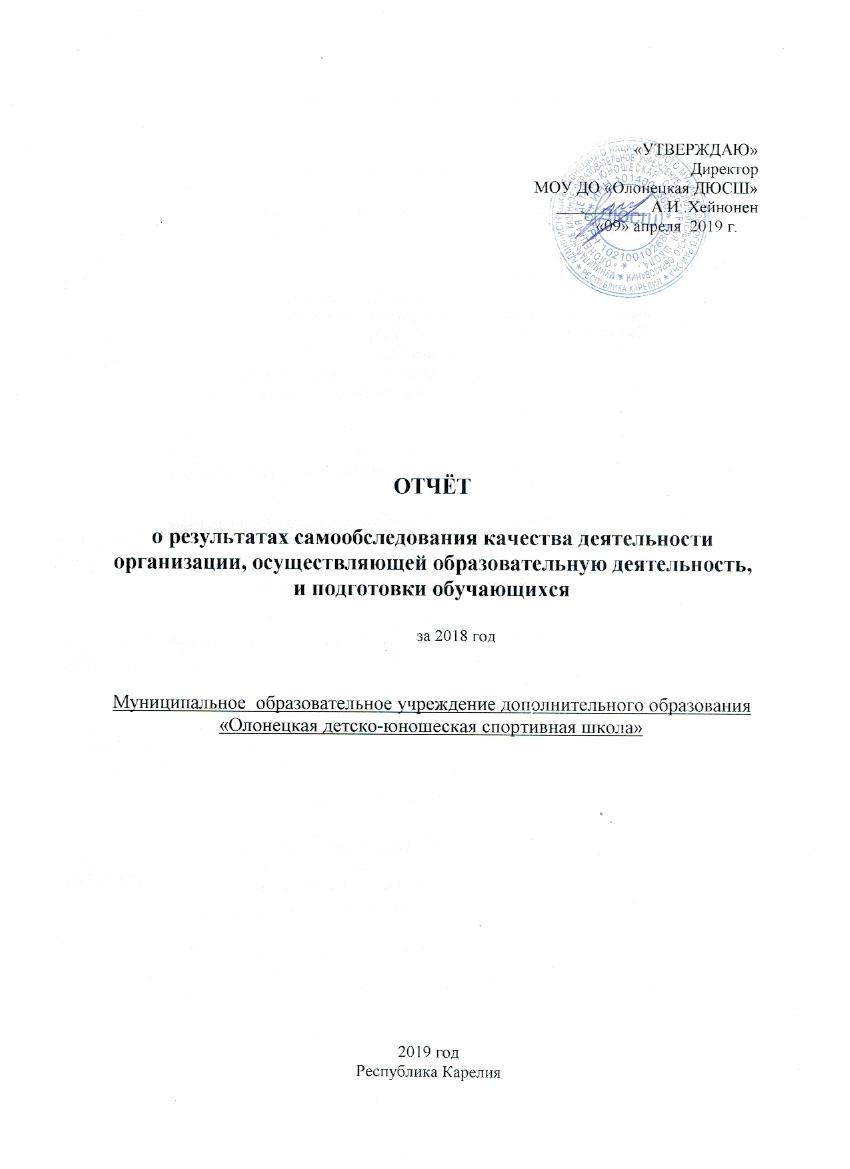 «УТВЕРЖДАЮ»
Директор
МОУ ДО «Олонецкая ДЮСШ»
А.И. Хейнонен
«09» апреля 2019 г.
РЕСПУБЛИКА КАРЕЛИЯ
ОТЧЁТ
о результатах самообследования качества деятельности
организации, осуществляющей образовательную деятельность,
и подготовки обучающихся
за 2018 год
Муниципальное образовательное учреждение дополнительного образования
«Олонецкая детско-юношеская спортивная школа»
2019 год
Республика Карелия